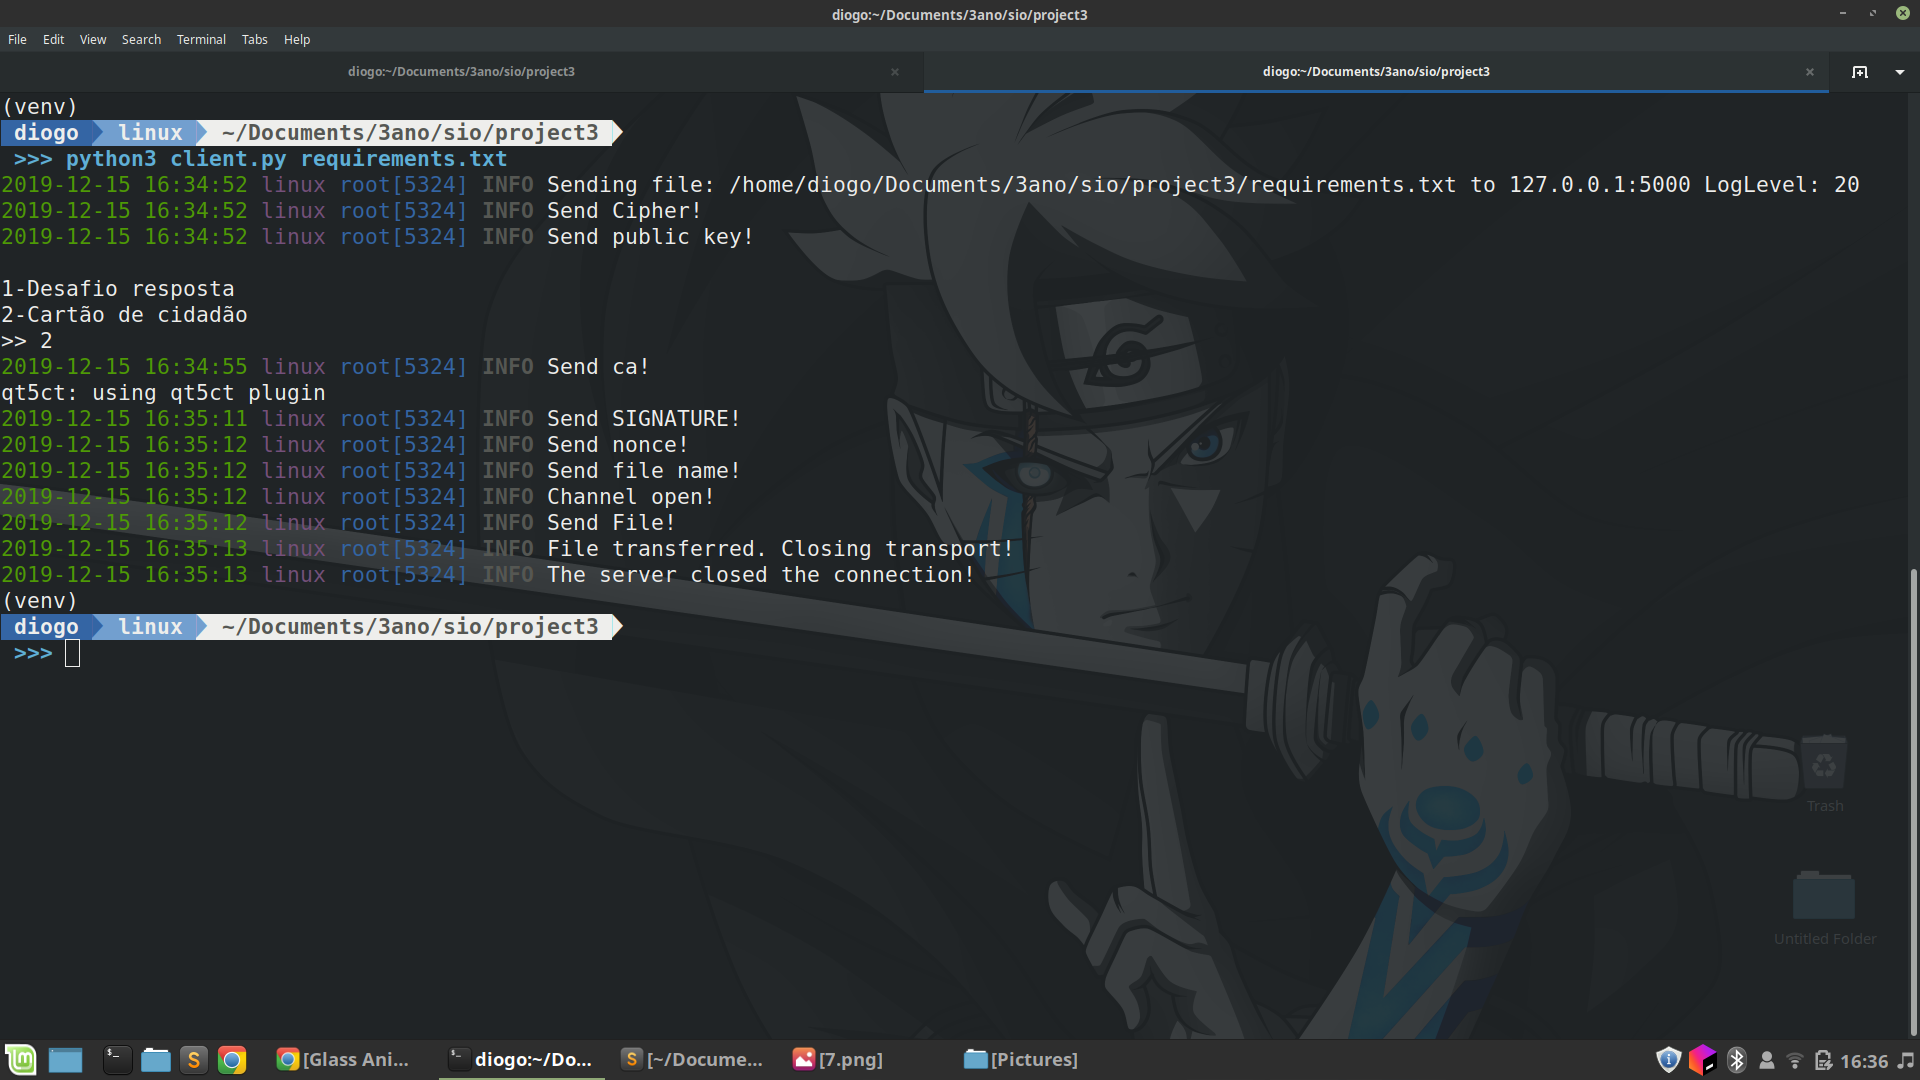 diogo:~/Documents/3ano/sio/project3
File Edit View Search Terminal Tabs Help
diogo:~/Documents/3ano/sio/project3 diogo:~/Documents/3ano/sio/project3
(venv)
diogo linux ~/Documents/3ano/sio/project3
>>> python3 client.py requirements.txt
2019-12-15 16:34:52 linux root[5324] INFO Sending file: /home/diogo/Documents/3ano/sio/project3/requirements.txt to 127.0.0.1:5000 LogLevel: 20
2019-12-15 16:34:52 linux root[5324] INFO Send Cipher!
2019-12-15 16:34:52 linux root[5324] INFO Send public key!
1-Desafio resposta
2-Cartão de cidadão
>> 2
2019-12-15 16:34:55 linux root[5324] INFO Send ca!
qt5ct: using qt5ct plugin
2019-12-15 16:35:11 linux root[5324] INFO Send SIGNATURE!
2019-12-15 16:35:12 linux root[5324] INFO Send nonce!
2019-12-15 16:35:12 linux root[5324] INFO Send file name!
2019-12-15 16:35:12 linux root[5324] INFO Channel open!
2019-12-15 16:35:12 linux root[5324] INFO Send File!
2019-12-15 16:35:13 linux root[5324] INFO File transferred. Closing transport!
2019-12-15 16:35:13 linux root[5324] INFO The server closed the connection!
(venv)
diogo linux ~/Documents/3ano/sio/project3
>>>
Trash
Untitled Folder
[Glass Ani... diogo:~/Do... [~/Docume... [7.png] [Pictures] 16:36